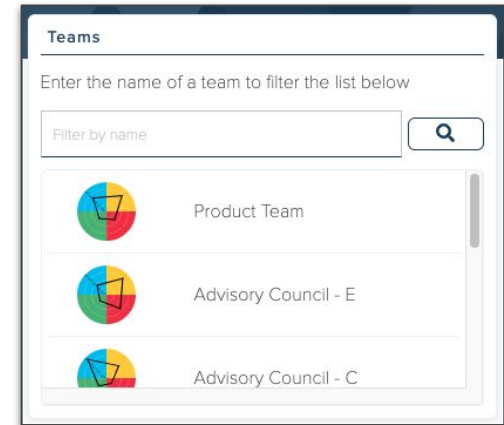 Teams
Enter the name of a team to filter the list below
Filter by name
Product Team
Advisory Council - E
Advisory Council - C